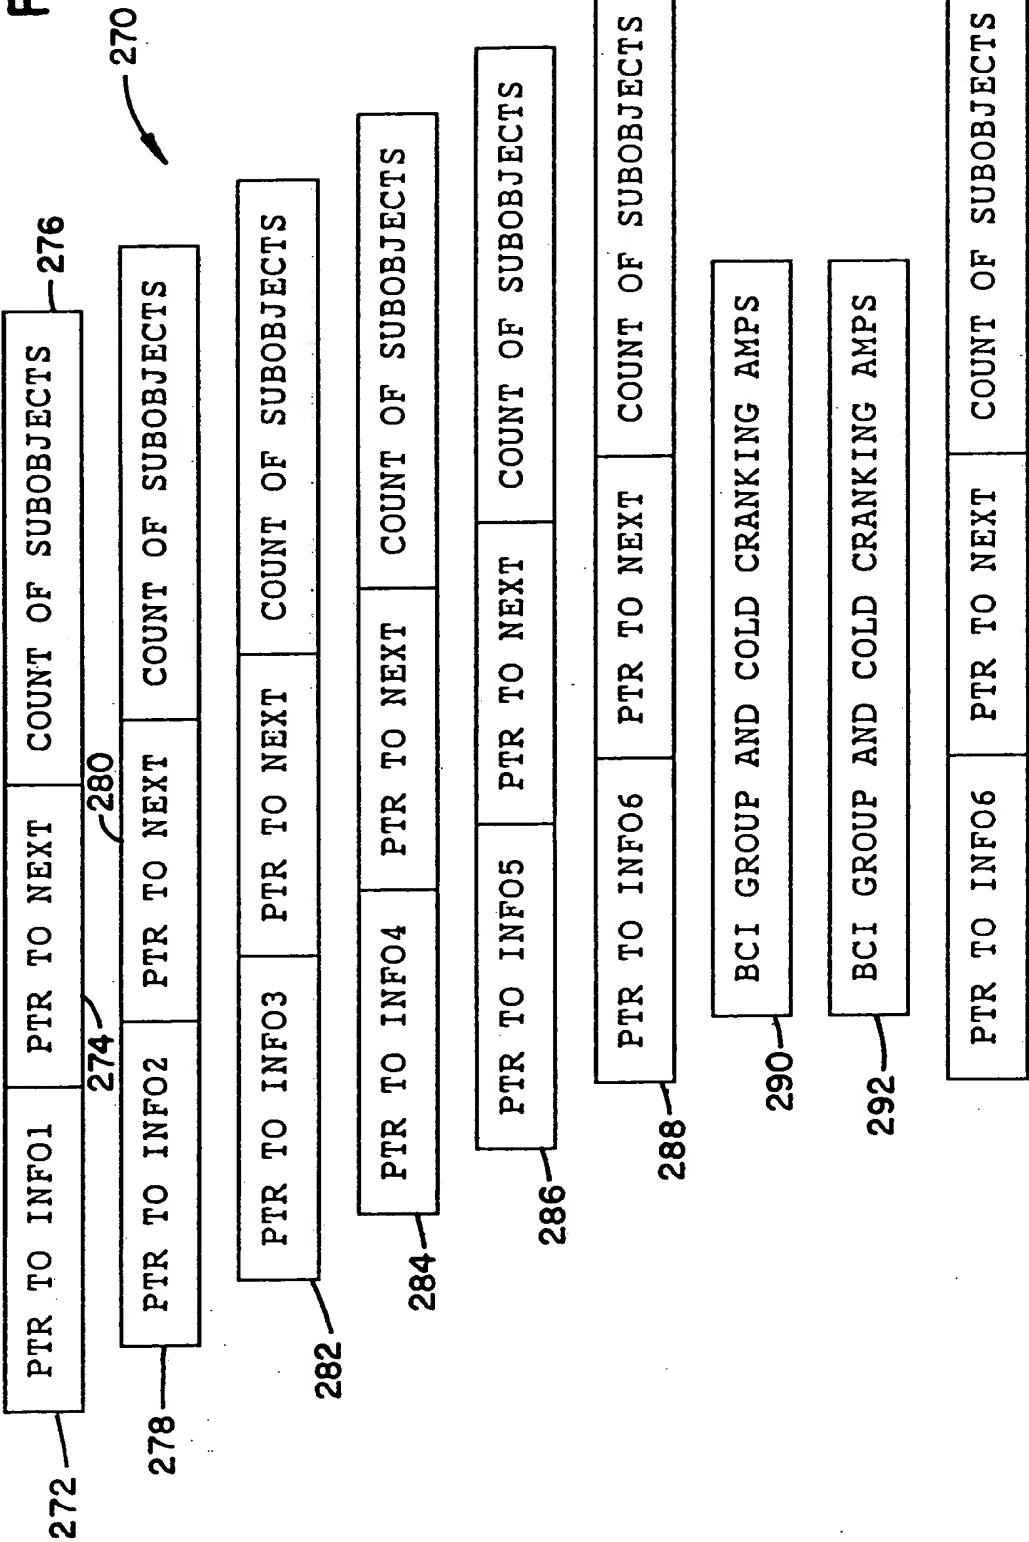 F
270
PTR TO INFO1 PTR TO NEXT COUNT OF SUBOBJECTS
272
274
276
PTR TO INFO2 PTR TO NEXT COUNT OF SUBOBJECTS
278
280
PTR TO INFO3 PTR TO NEXT COUNT OF SUBOBJECTS
282
PTR TO INFO4 PTR TO NEXT COUNT OF SUBOBJECTS
284
PTR TO INFO5 PTR TO NEXT COUNT OF SUBOBJECTS
286
PTR TO INFO6 PTR TO NEXT COUNT OF SUBOBJECTS
288
BCI GROUP AND COLD CRANKING AMPS
290
BCI GROUP AND COLD CRANKING AMPS
292
PTR TO INFO6 PTR TO NEXT COUNT OF SUBOBJECTS